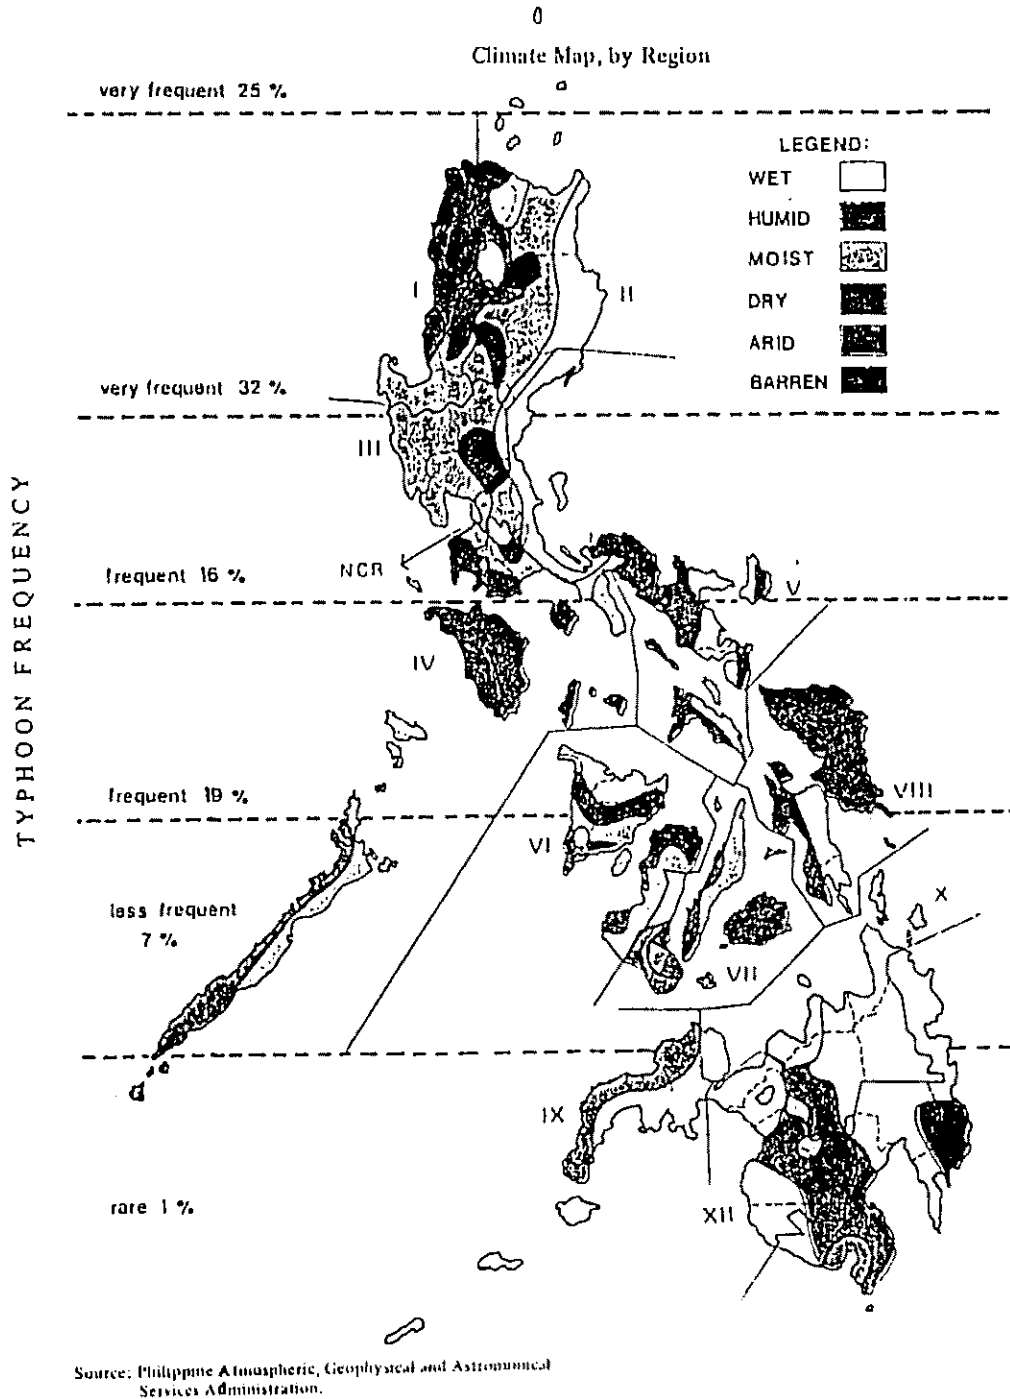 Climate Map, by Region
very frequent 25 %
LEGEND:
WET
HUMID
MOIST
DRY
ARID
BARREN
I
II
very frequent 32 %
III
TYPHOON FREQUENCY
NCR
frequent 16 %
V
IV
frequent 19 %
VIII
VI
less frequent
7 %
X
VII
IX
rare 1 %
XII
Source: Philippine Atmospheric, Geophysical and Astronomical
Services Administration.